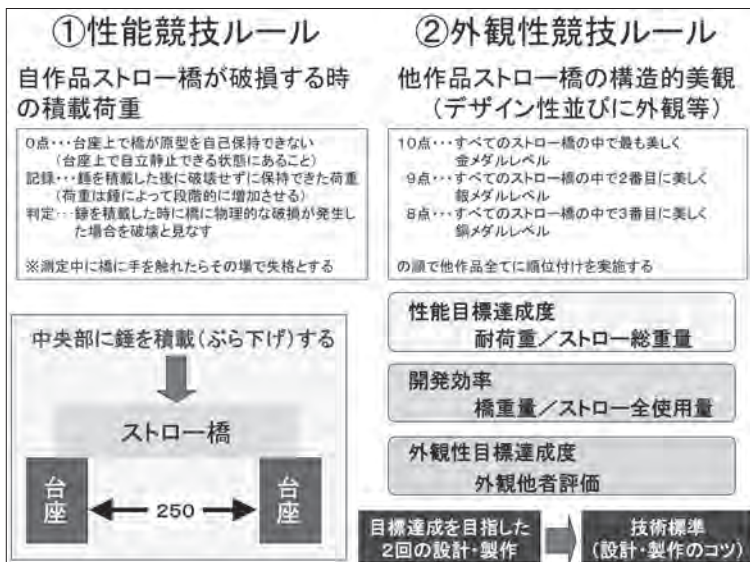 ①性能競技ルール
自作品ストロー橋が破損する時
の積載荷重
0点･･･台座上で橋が原型を自己保持できない
(台座上で自立静止できる状態にあること)
記録･･･錘を積載した後に破壊せずに保持できた荷重
(荷重は錘によって段階的に増加させる)
判定･･･錘を積載した時に橋に物理的な破損が発生し
た場合を破壊と見なす
※測定中に橋に手を触れたらその場で失格とする
中央部に錘を積載(ぶら下げ)する
ストロー橋
台座
250
台座
②外観性競技ルール
他作品ストロー橋の構造的美観
(デザイン性並びに外観等)
10点･･･すべてのストロー橋の中で最も美しく
金メダルレベル
9点･･･すべてのストロー橋の中で2番目に美しく
銀メダルレベル
8点･･･すべてのストロー橋の中で3番目に美しく
銅メダルレベル
の順で他作品全てに順位付けを実施する
性能目標達成度
耐荷重／ストロー総重量
開発効率
橋重量／ストロー全使用量
外観性目標達成度
外観他者評価
目標達成を目指した
2回の設計･製作
技術標準
(設計･製作のコツ)